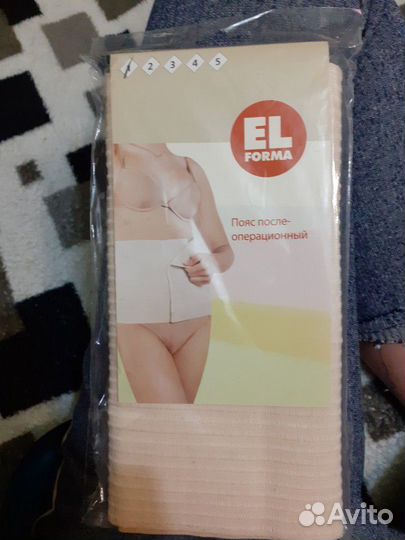 1 2 3 4 5
EL
FORMA
Пояс после-
операционный
Avito